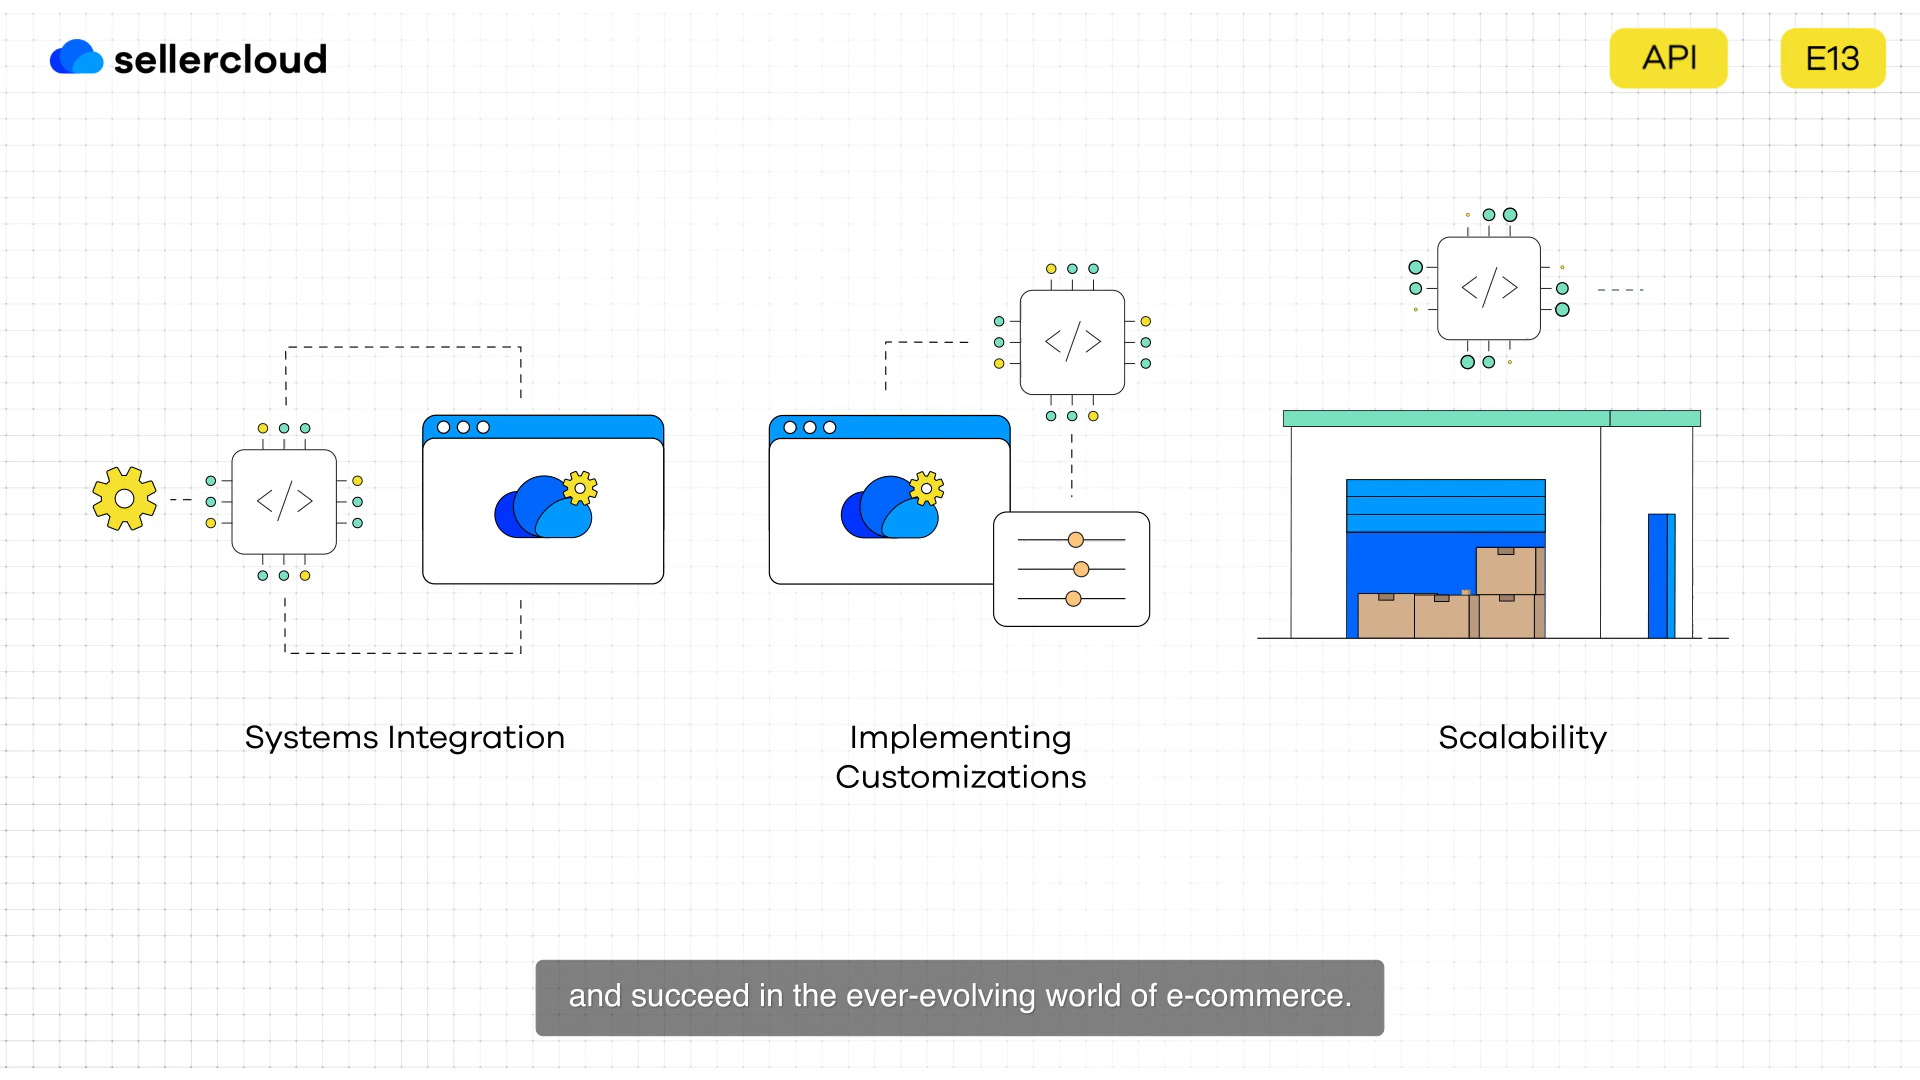 sellercloud
API
E13
</>
</>
</>
Systems Integration
Implementing
Customizations
Scalability
and succeed in the ever-evolving world of e-commerce.